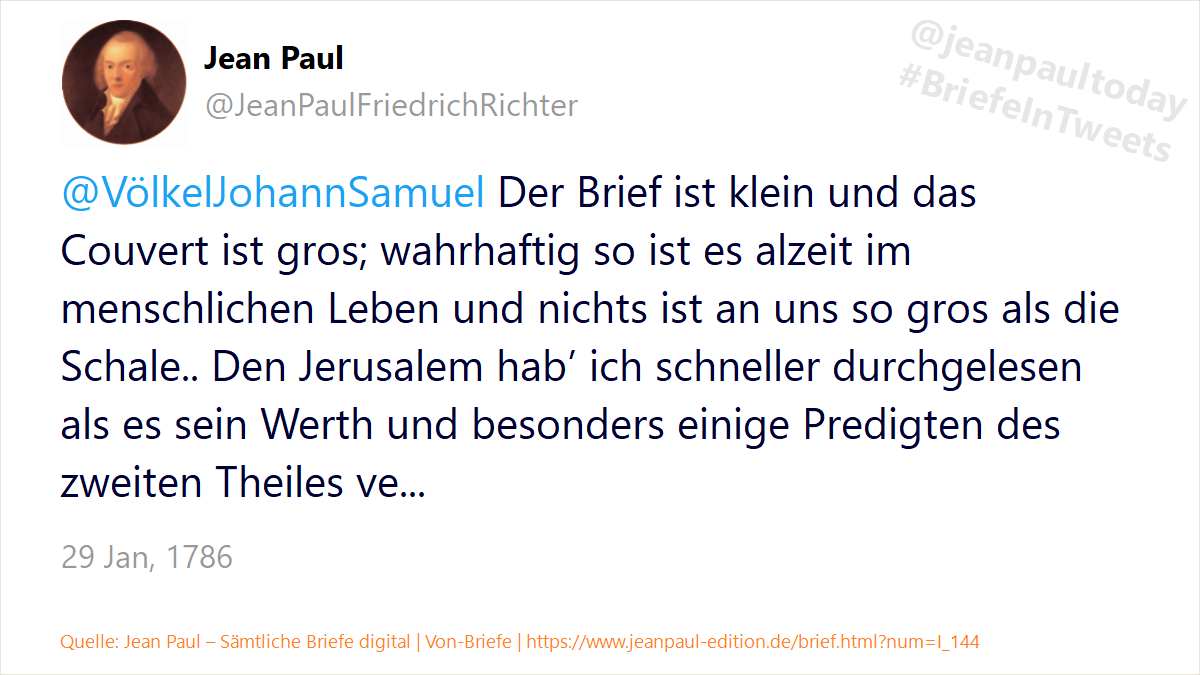 Jean Paul
@JeanPaulFriedrichRichter
@jeanpaultoday
#BriefeInTweets
@VölkelJohannSamuel Der Brief ist klein und das
Couvert ist gros; wahrhaftig so ist es alzeit im
menschlichen Leben und nichts ist an uns so gros als die
Schale.. Den Jerusalem hab’ ich schneller durchgelesen
als es sein Werth und besonders einige Predigten des
zweiten Theiles ve...
29 Jan, 1786
Quelle: Jean Paul – Sämtliche Briefe digital | Von-Briefe | https://www.jeanpaul-edition.de/brief.html?num=I_144